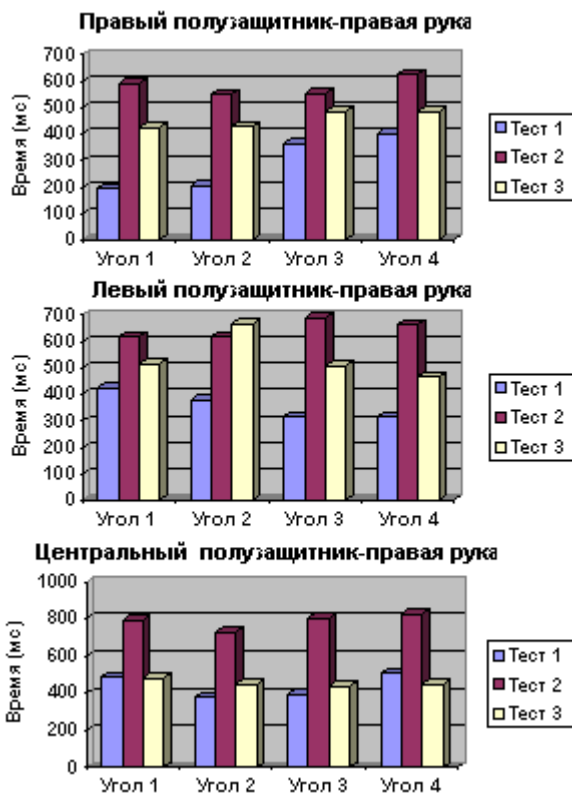 Правый полузащитник-правая рука
Время (мс)
700
600
500
400
300
200
100
0
Угол 1 Угол 2 Угол 3 Угол 4
Тест 1
Тест 2
Тест 3
Левый полузащитник-правая рука
Время (мс)
700
600
500
400
300
200
100
0
Угол 1 Угол 2 Угол 3 Угол 4
Тест 1
Тест 2
Тест 3
Центральный полузащитник-правая рука
Время (мс)
1000
800
600
400
200
0
Угол 1 Угол 2 Угол 3 Угол 4
Тест 1
Тест 2
Тест 3